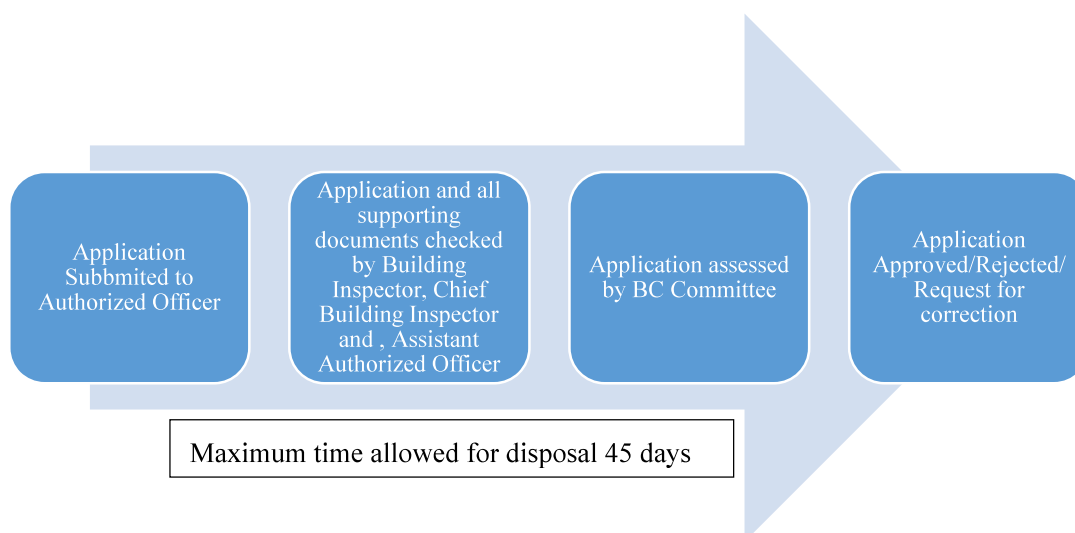 Application
Subbmited to
Authorized Officer
Application and all
supporting
documents checked
by Building
Inspector, Chief
Building Inspector
and , Assistant
Authorized Officer
Application assessed
by BC Committee
Application
Approved/Rejected/
Request for
correction
Maximum time allowed for disposal 45 days